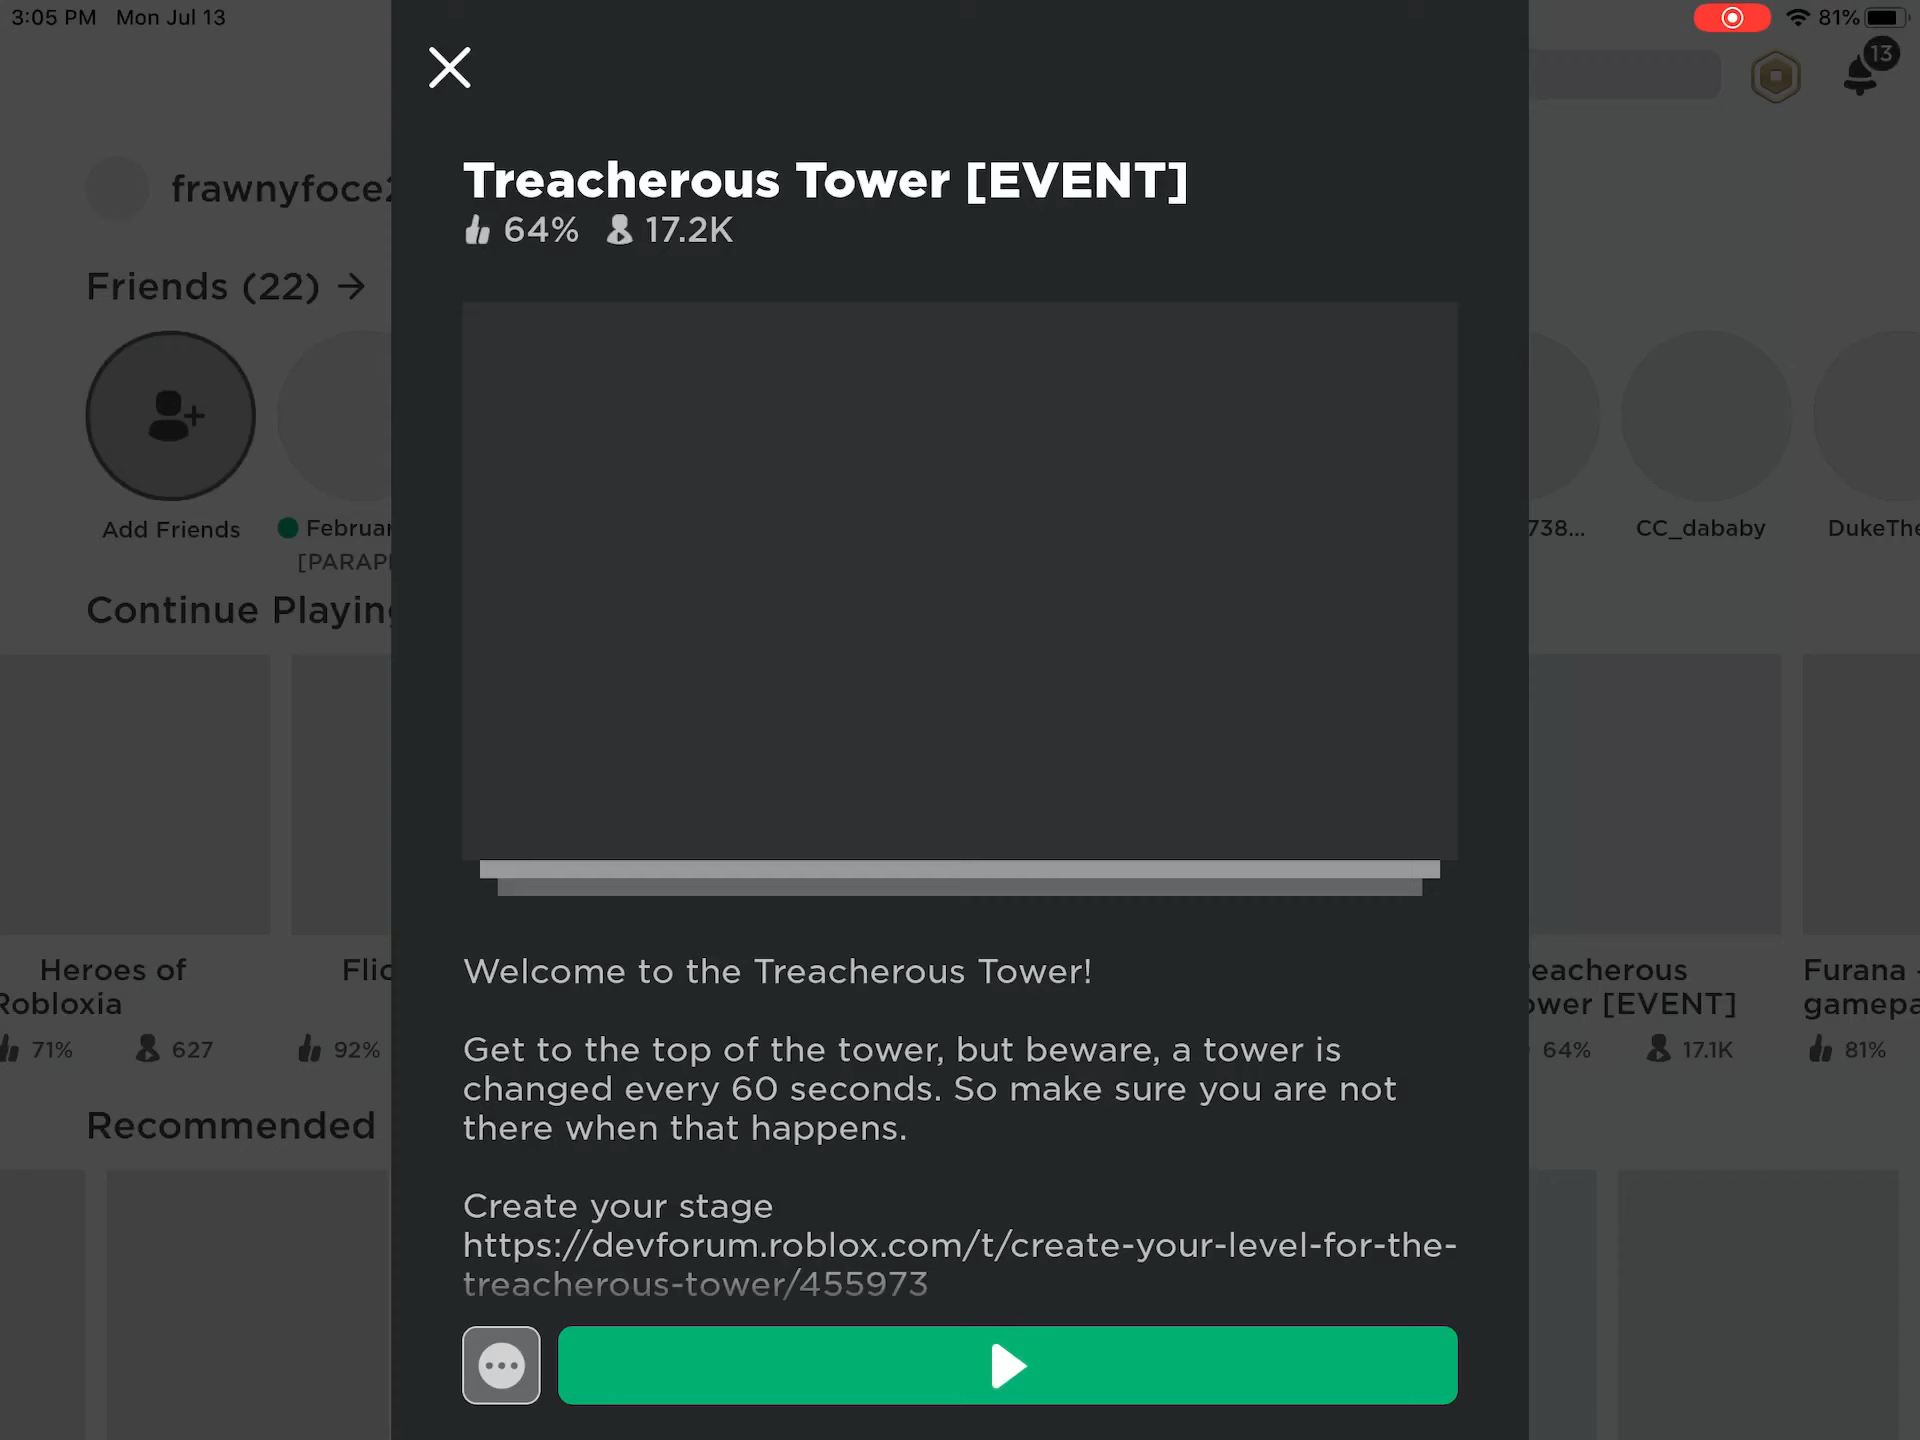 3:05 PM Mon Jul 13
81%
13
frawnyfoce
Friends (22)
Add Friends
Februar
[PARAP
738...
CC_dababy
DukeThe
Continue Playing
Heroes of
Robloxia
71% 627
Flic
92%
eacherous
ower [EVENT]
64% 17.1K
Furana -
gamepa
81%
Recommended
Treacherous Tower [EVENT]
64% 17.2K
Welcome to the Treacherous Tower!
Get to the top of the tower, but beware, a tower is
changed every 60 seconds. So make sure you are not
there when that happens.
Create your stage
https://devforum.roblox.com/t/create-your-level-for-the-
treacherous-tower/455973